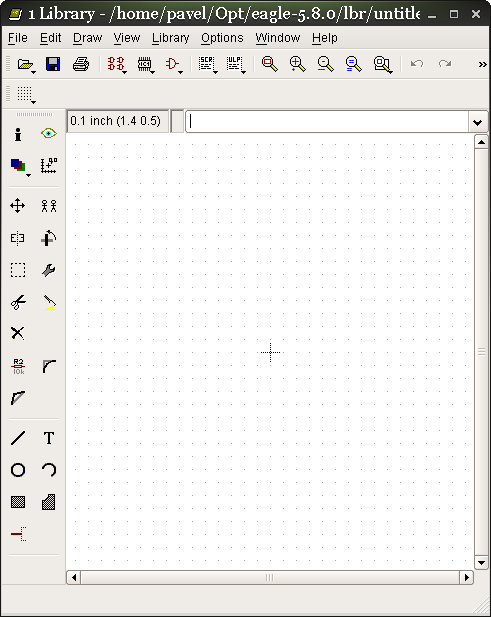 1 Library - /home/pavel/Opt/eagle-5.8.0/lbr/untitle
File Edit Draw View Library Options Window Help
SCR ULP
0.1 inch (1.4 0.5)
R2
10k
T